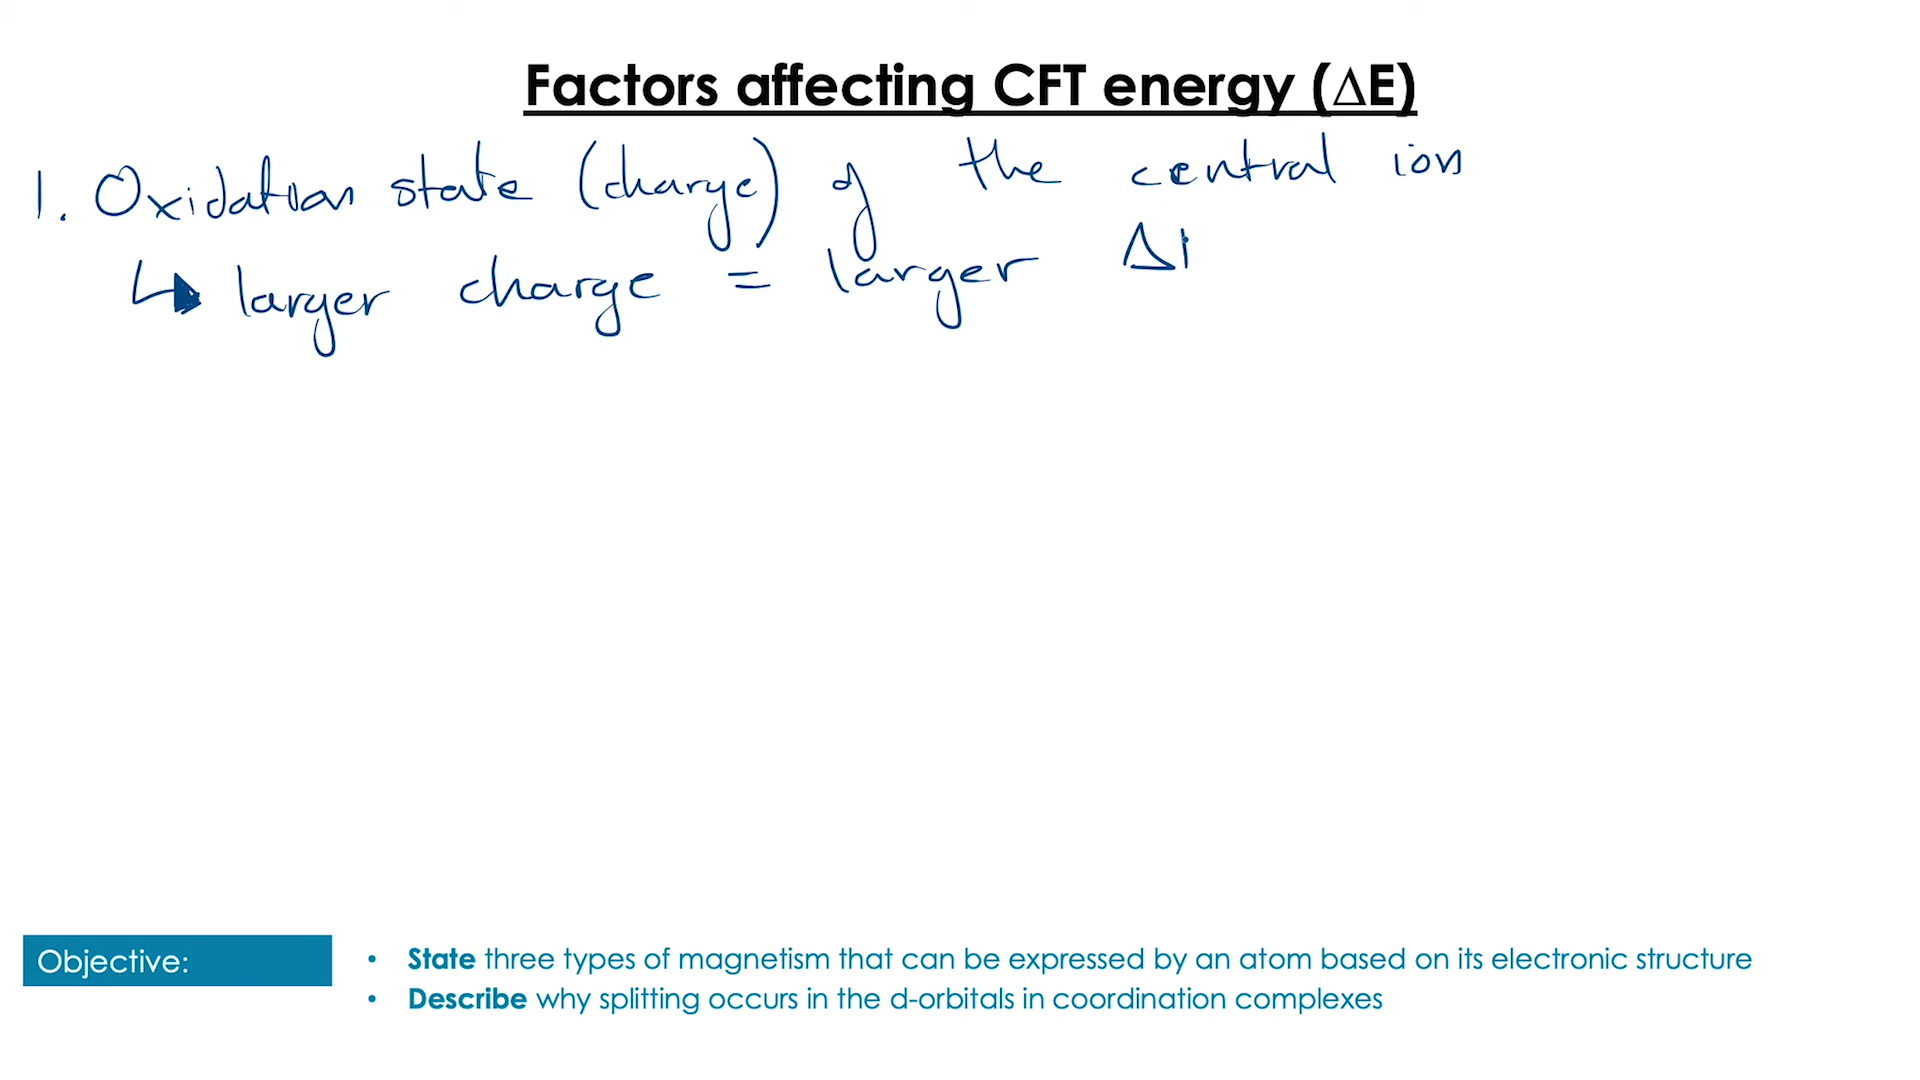 Factors affecting CFT energy (∆E)
1. Oxidation state (charge) of the central ion
↳ larger charge = larger ∆I
Objective:
• State three types of magnetism that can be expressed by an atom based on its electronic structure
• Describe why splitting occurs in the d-orbitals in coordination complexes